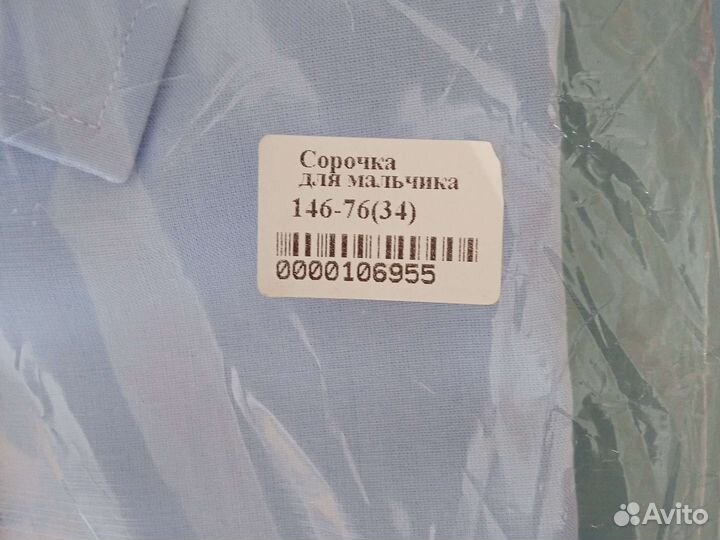 Сорочка
для мальчика
146-76(34)
0000106955
Avito